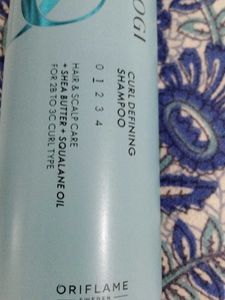 OGI
CURL DEFINING
SHAMPOO
0 1 2 3 4
HAIR & SCALP CARE
+ SHEA BUTTER + SQUALANE OIL
FOR 2B TO 3C CURL TYPE
ORIFLAME
SWEDEN